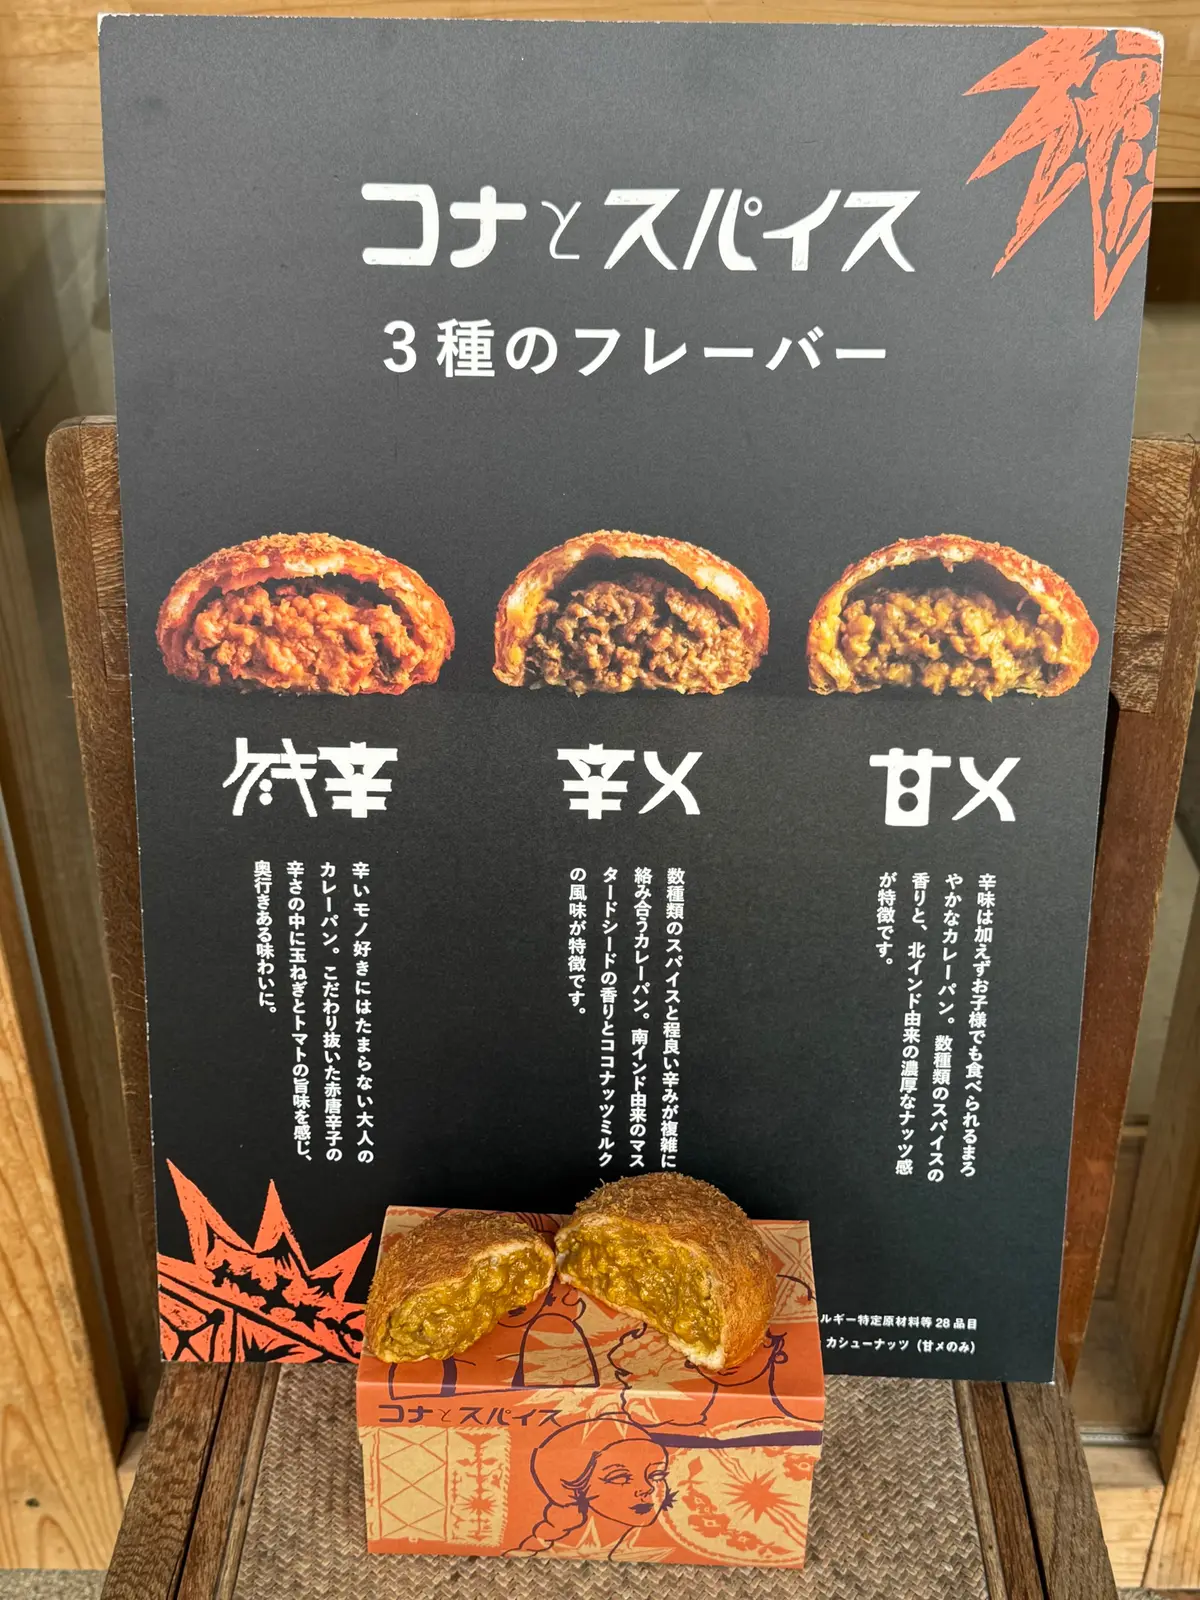 コナとスパイス
3種のフレーバー
甘メ
辛味は加えずお子様でも食べられるまろ
やかなカレーパン。数種類のスパイスの
香りと、北インド由来の濃厚なナッツ感
が特徴です。
辛メ
数種類のスパイスと程良い辛みが複雑に
絡み合うカレーパン。南インド由来のマス
タードシードの香りとココナッツミルク
の風味が特徴です。
ゲキ辛
辛いモノ好きにはたまらない大人の
カレーパン。こだわり抜いた赤唐辛子の
辛さの中に玉ねぎとトマトの旨味を感じ、
奥行きある味わいに。
ルギー特定原材料等28品目
カシューナッツ（甘メのみ）
コナとスパイス